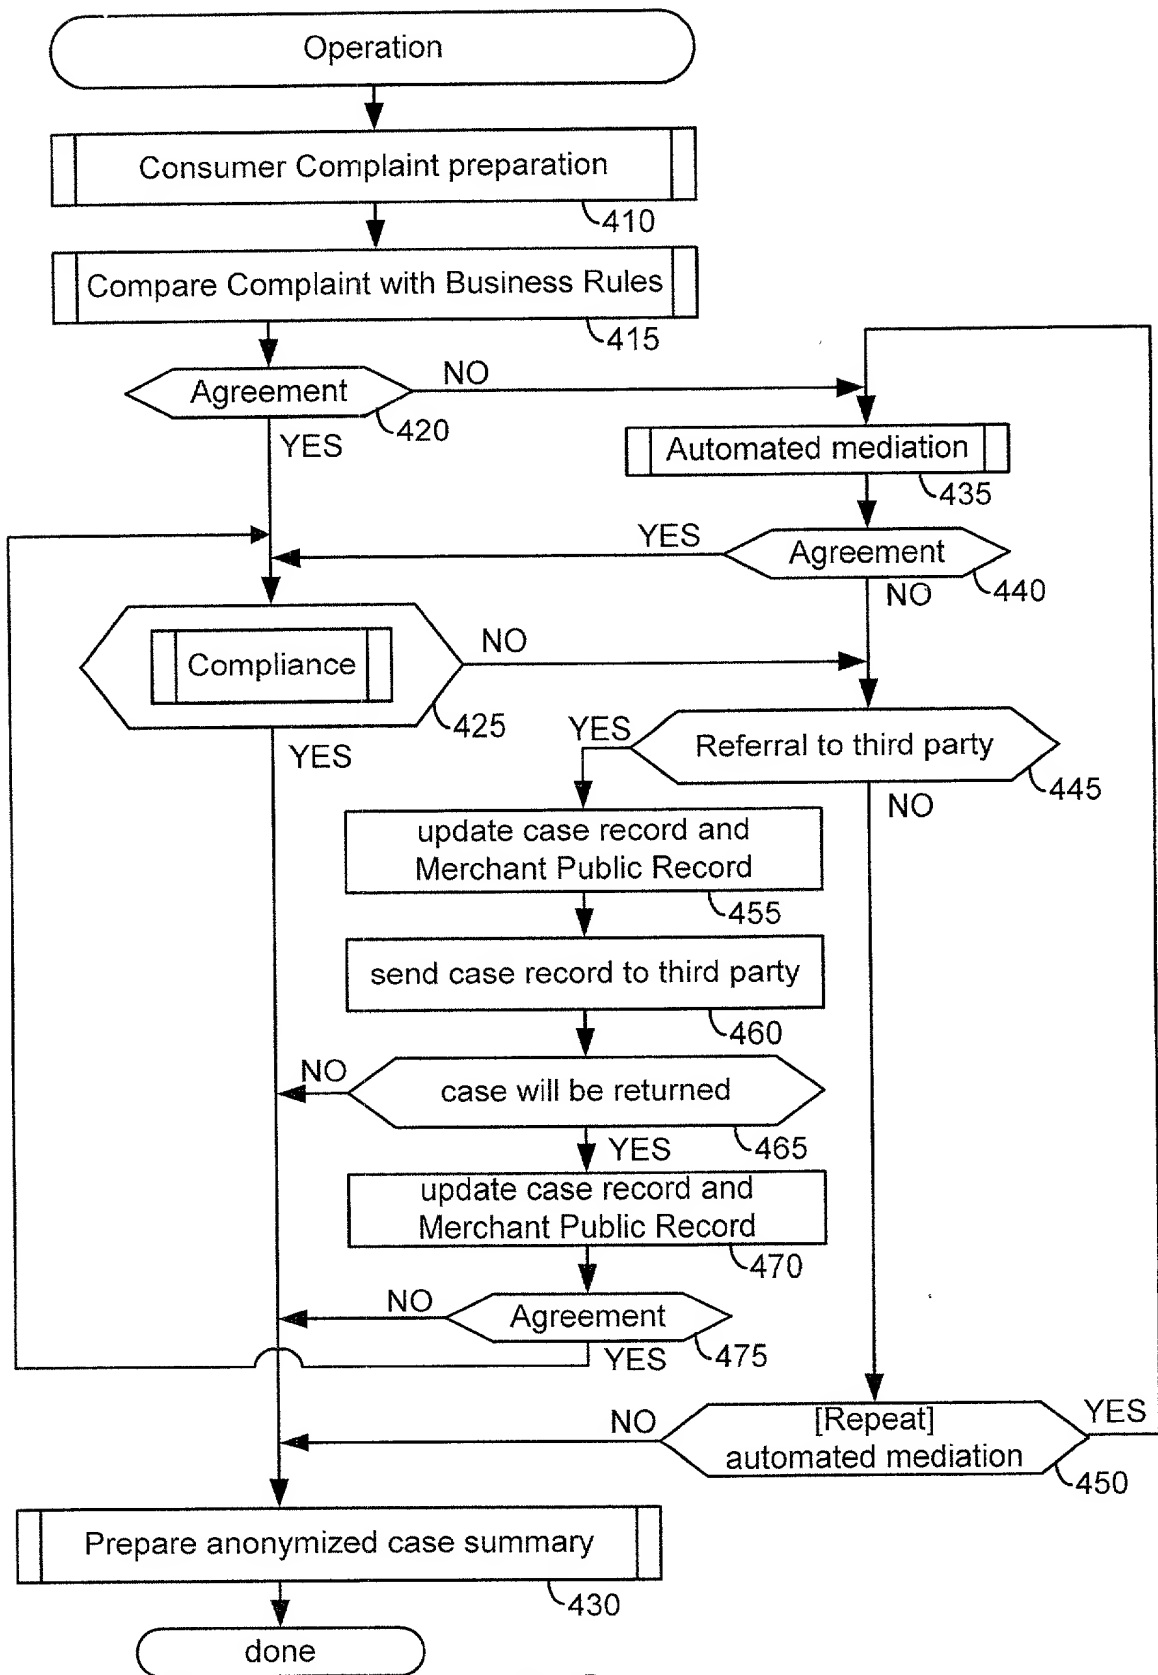 Operation
Consumer Complaint preparation
410
Compare Complaint with Business Rules
415
Agreement
NO
420
YES
Automated mediation
435
YES
Agreement
440
NO
Compliance
NO
425
YES
YES
Referral to third party
445
NO
update case record and
Merchant Public Record
455
send case record to third party
460
NO
case will be returned
465
YES
update case record and
Merchant Public Record
470
NO
Agreement
475
YES
NO
[Repeat]
automated mediation
YES
450
Prepare anonymized case summary
430
done